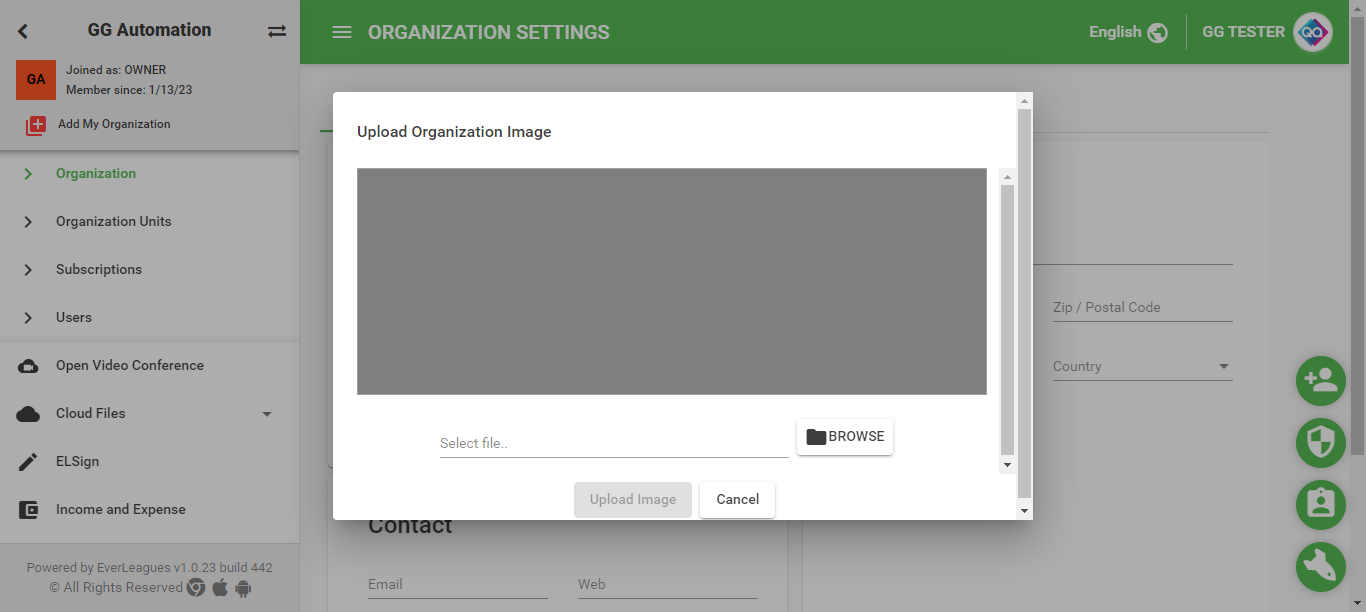 GG Automation
GA
Joined as: OWNER
Member since: 1/13/23
Add My Organization
Organization
Organization Units
Subscriptions
Users
Open Video Conference
Cloud Files
ELSign
Income and Expense
Powered by EverLeagues v1.0.23 build 442
© All Rights Reserved
ORGANIZATION SETTINGS
English
GG TESTER
QA
Upload Organization Image
Select file..
BROWSE
Upload Image
Cancel
Zip / Postal Code
Country
Contact
Email
Web